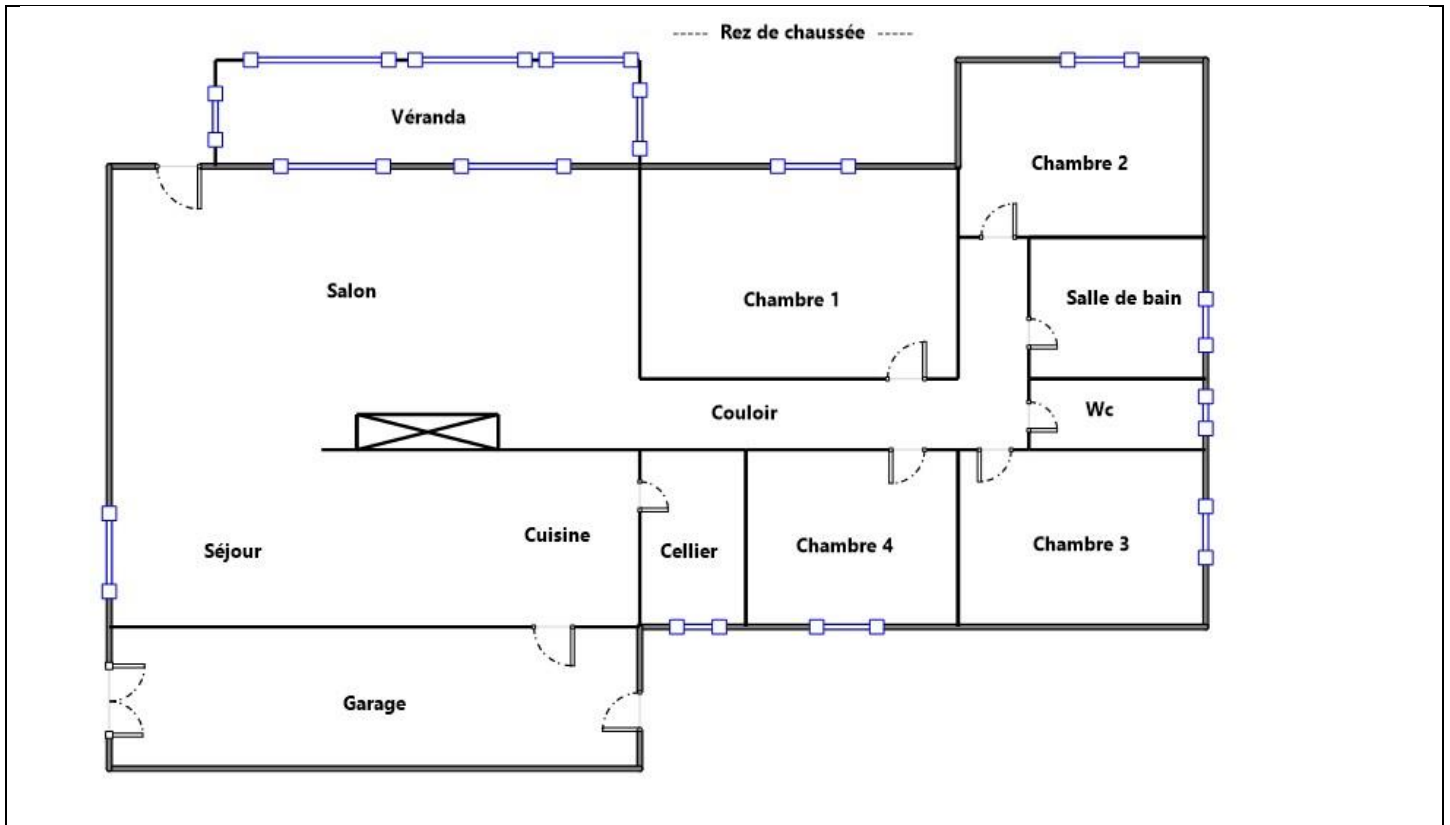 ----- Rez de chaussée -----
Véranda
Chambre 2
Salon
Chambre 1
Salle de bain
Couloir
Wc
Séjour
Cuisine
Cellier
Chambre 4
Chambre 3
Garage